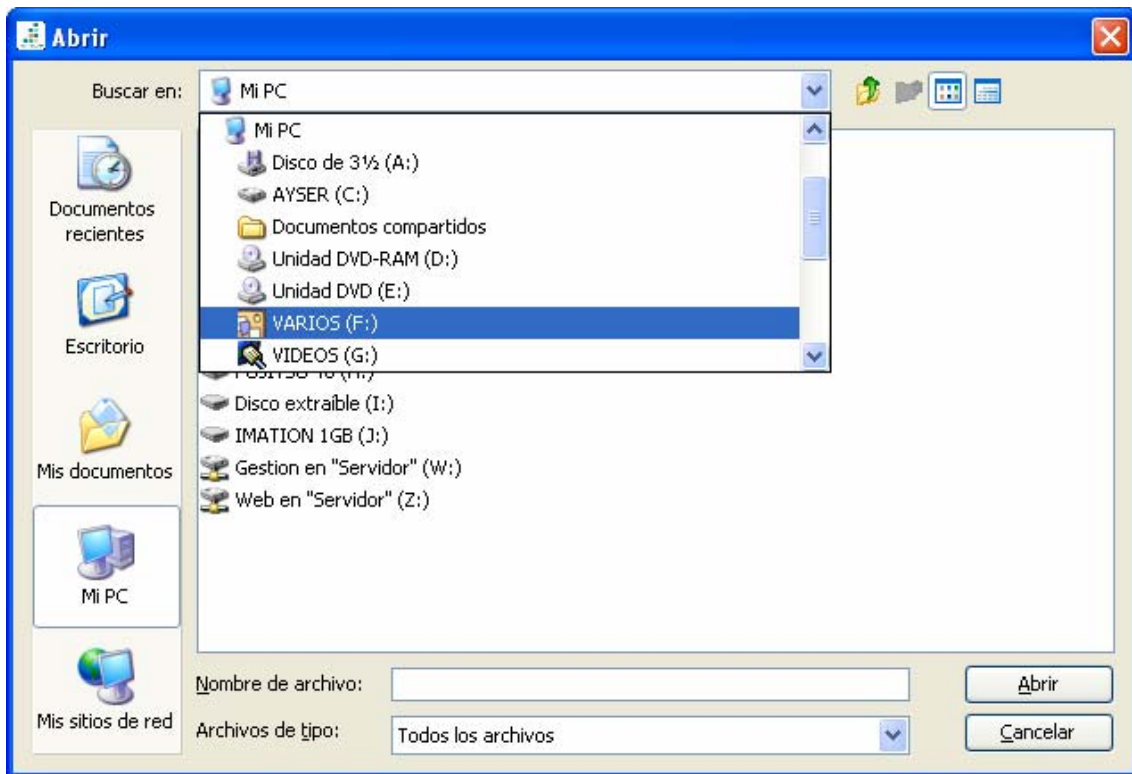 Abrir
Buscar en:
Mi PC
Mi PC
Disco de 3½ (A:)
AYSER (C:)
Documentos compartidos
Unidad DVD-RAM (D:)
Unidad DVD (E:)
VARIOS (F:)
VIDEOS (G:)
Disco extraíble (I:)
IMATION 1GB (J:)
Gestion en "Servidor" (W:)
Web en "Servidor" (Z:)
Documentos
recientes
Escritorio
Mis documentos
Mi PC
Mis sitios de red
Nombre de archivo:
Abrir
Archivos de tipo:
Todos los archivos
Cancelar